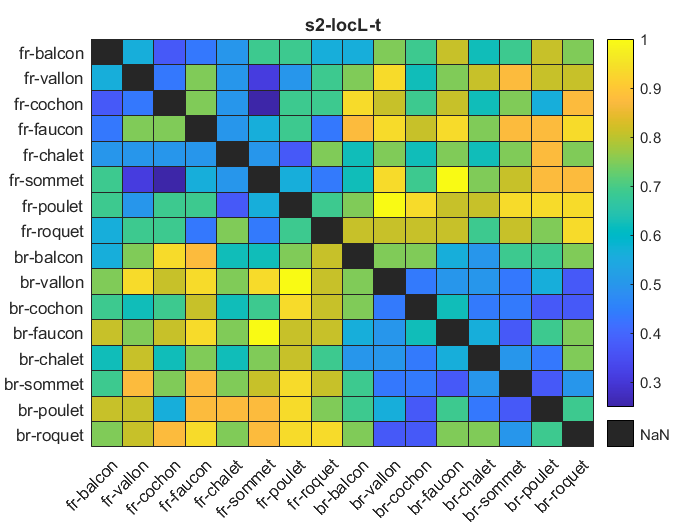 s2-locL-t
fr-balcon
fr-vallon
fr-cochon
fr-faucon
fr-chalet
fr-sommet
fr-poulet
fr-roquet
br-balcon
br-vallon
br-cochon
br-faucon
br-chalet
br-sommet
br-poulet
br-roquet
fr-balcon fr-vallon fr-cochon fr-faucon fr-chalet fr-sommet fr-poulet fr-roquet br-balcon br-vallon br-cochon br-faucon br-chalet br-sommet br-poulet br-roquet
1
0.9
0.8
0.7
0.6
0.5
0.4
0.3
NaN